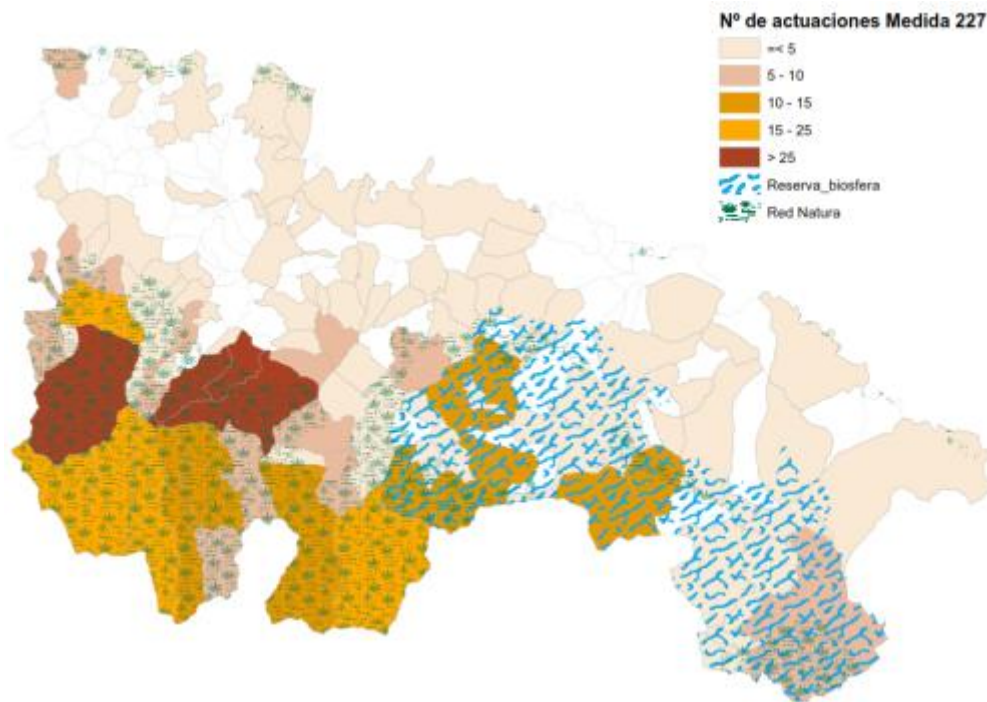 Nº de actuaciones Medida 227
=< 5
5 - 10
10 - 15
15 - 25
> 25
Reserva_biosfera
Red Natura